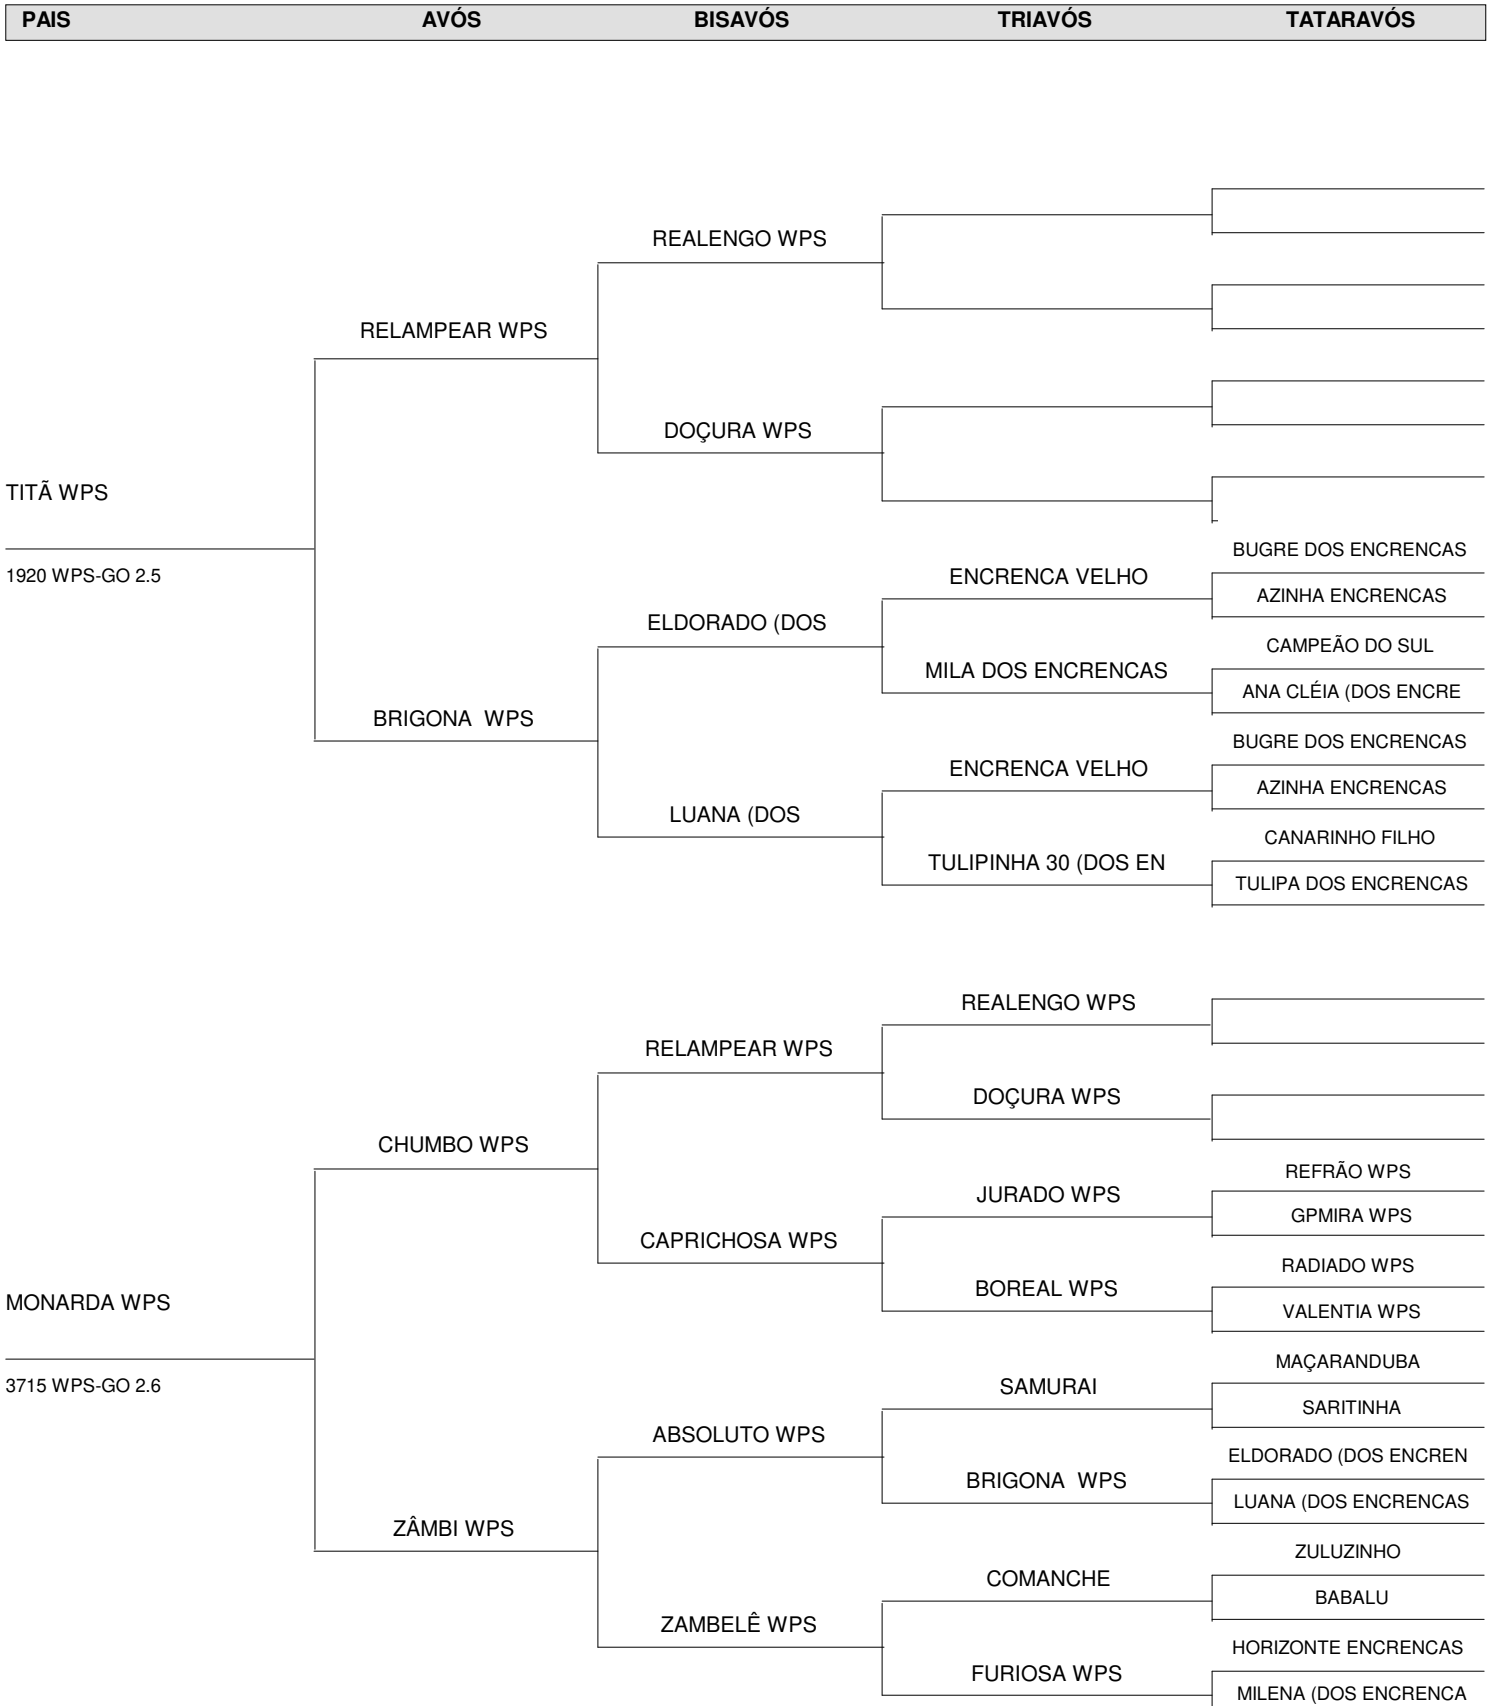 PAIS AVÓS BISAVÓS TRIAVÓS TATARAVÓS
REALENGO WPS
RELAMPEAR WPS
DOÇURA WPS
TITÃ WPS
1920 WPS-GO 2.5
BUGRE DOS ENCRENCAS
ENCRENCA VELHO
AZINHA ENCRENCAS
ELDORADO (DOS
CAMPEÃO DO SUL
MILA DOS ENCRENCAS
ANA CLÉIA (DOS ENCRE
BRIGONA  WPS
BUGRE DOS ENCRENCAS
ENCRENCA VELHO
AZINHA ENCRENCAS
LUANA (DOS
CANARINHO FILHO
TULIPINHA 30 (DOS EN
TULIPA DOS ENCRENCAS
REALENGO WPS
RELAMPEAR WPS
DOÇURA WPS
CHUMBO WPS
REFRÃO WPS
JURADO WPS
GPMIRA WPS
CAPRICHOSA WPS
RADIADO WPS
BOREAL WPS
VALENTIA WPS
MONARDA WPS
3715 WPS-GO 2.6
MAÇARANDUBA
SAMURAI
SARITINHA
ABSOLUTO WPS
ELDORADO (DOS ENCREN
BRIGONA  WPS
LUANA (DOS ENCRENCAS
ZÂMBI WPS
ZULUZINHO
COMANCHE
BABALU
ZAMBELÊ WPS
HORIZONTE ENCRENCAS
FURIOSA WPS
MILENA (DOS ENCRENCA